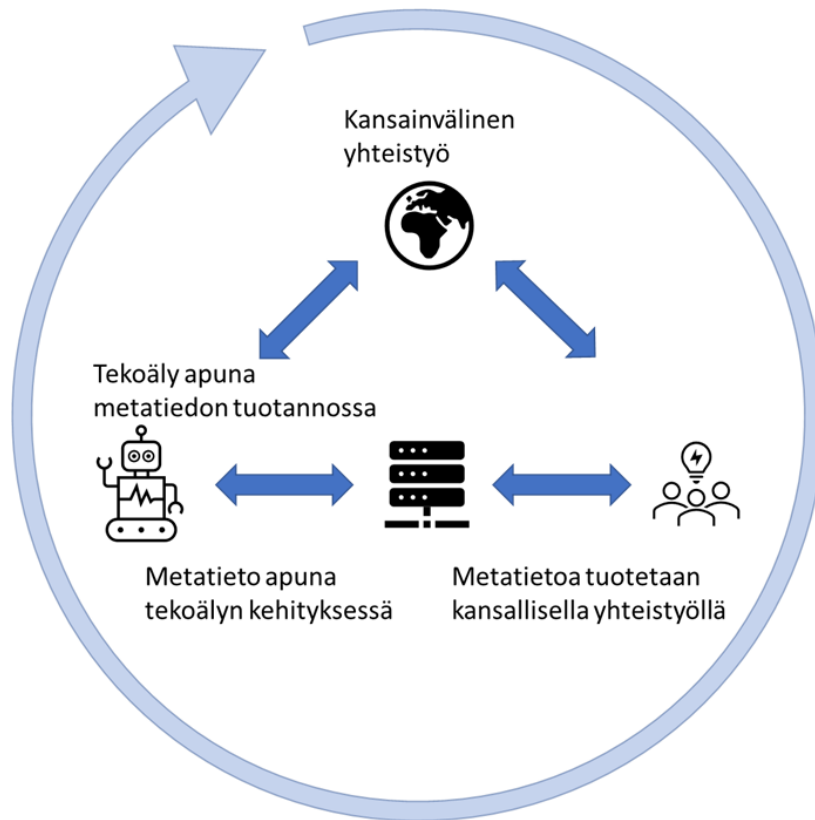 Kansainvälinen
yhteistyö
Tekoäly apuna
metatiedon tuotannossa
Metatieto apuna
tekoälyn kehityksessä
Metatietoa tuotetaan
kansallisella yhteistyöllä